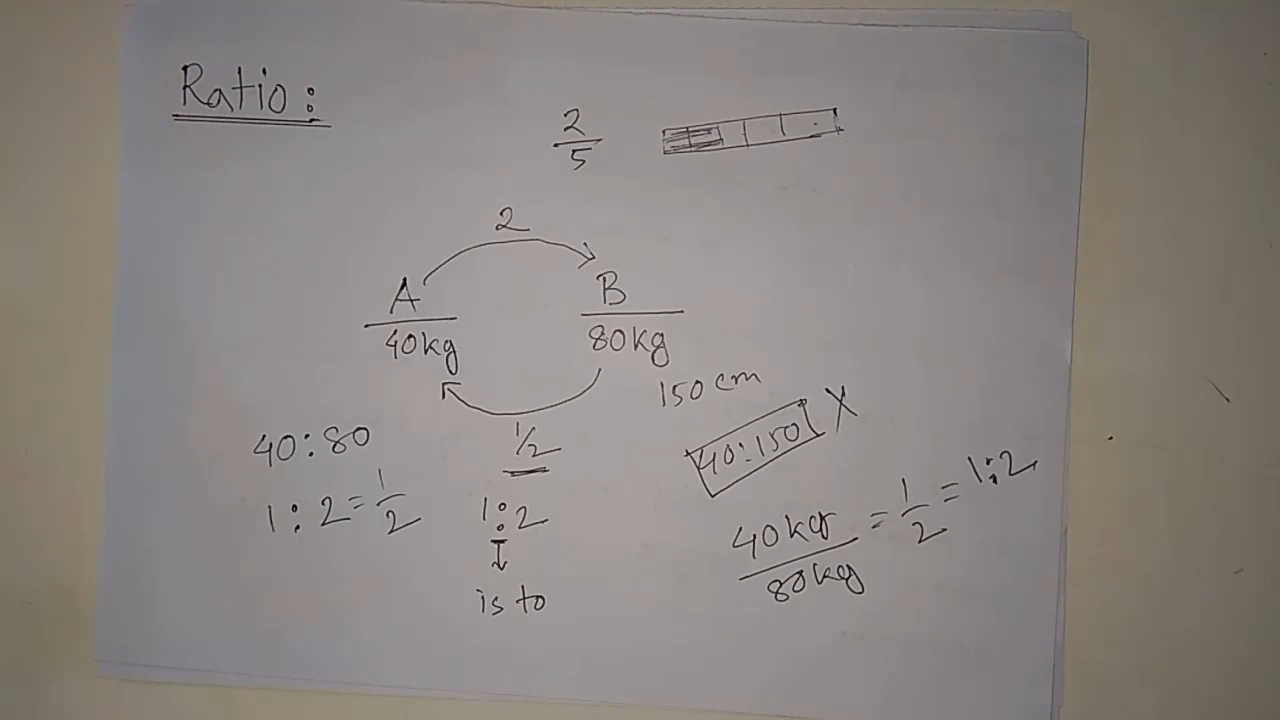 Ratio:
2
5
2
A
B
40kg
80kg
150 cm
40:80
1/2
40:150 X
1:2 = 1/2
1:2
40kg/80kg = 1/2 = 1:2
is to